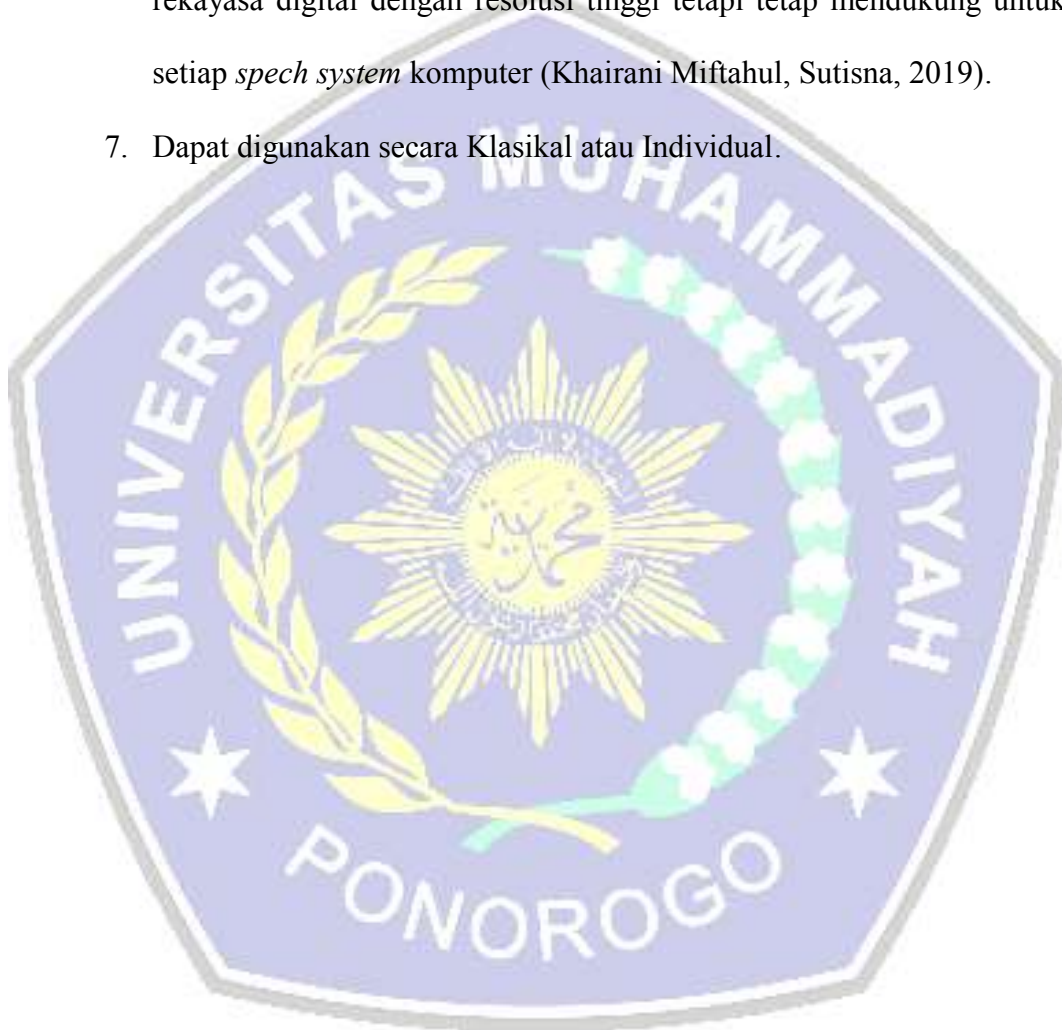 rekayasa digital dengan resolusi tinggi tetapi tetap mendukung untuk
setiap spech system komputer (Khairani Miftahul, Sutisna, 2019).
7. Dapat digunakan secara Klasikal atau Individual.
UNIVERSITAS MUHAMMADIYAH
PONOROGO
محمد